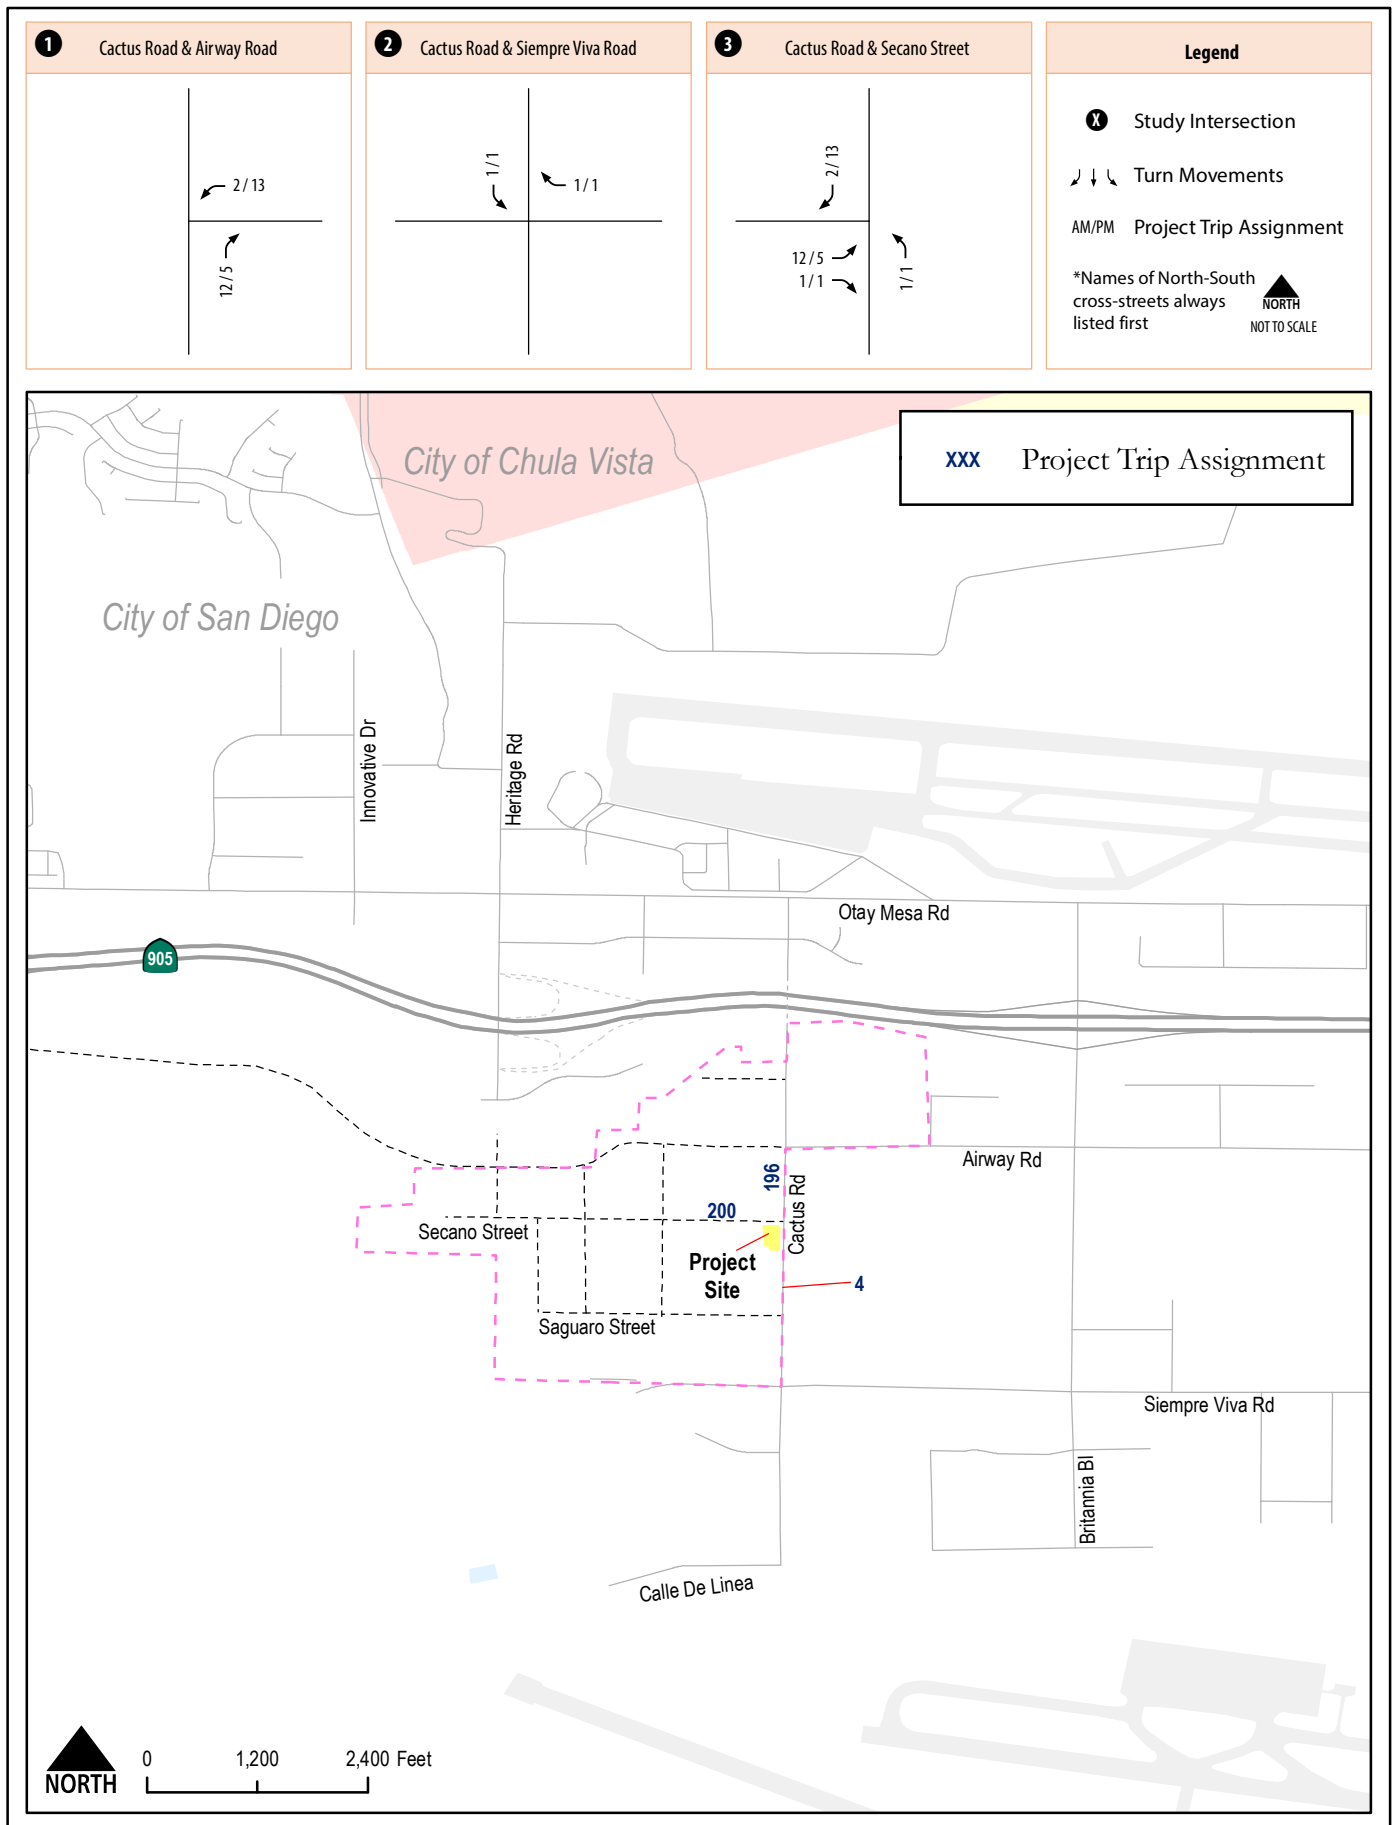 1 Cactus Road & Airway Road
2 / 13
12 / 5
2 Cactus Road & Siempre Viva Road
1 / 1
1 / 1
3 Cactus Road & Secano Street
2 / 13
12 / 5
1 / 1
1 / 1
Legend
X Study Intersection
Turn Movements
AM/PM Project Trip Assignment
*Names of North-South
cross-streets always
listed first
NORTH
NOT TO SCALE
XXX Project Trip Assignment
City of Chula Vista
City of San Diego
Innovative Dr
Heritage Rd
Otay Mesa Rd
905
Airway Rd
196
Cactus Rd
200
Secano Street
Project
Site
4
Saguaro Street
Siempre Viva Rd
Britannia Bl
Calle De Linea
NORTH
0 1,200 2,400 Feet